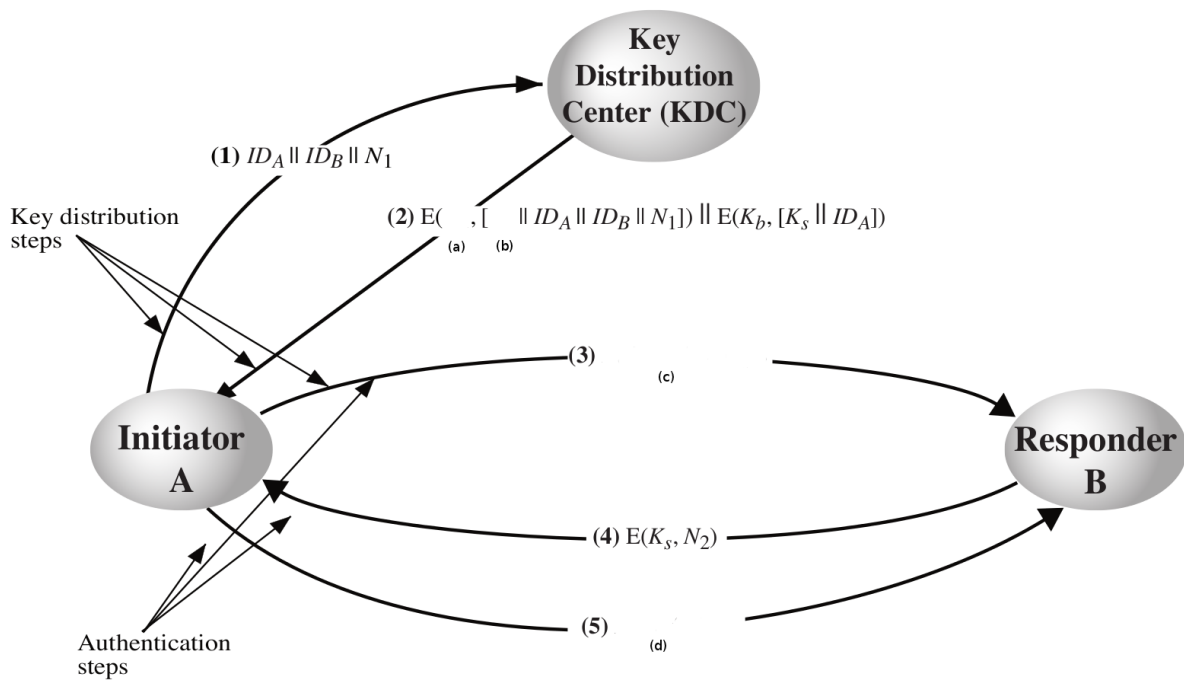 Key
Distribution
Center (KDC)
(1) ID_A || ID_B || N_1
Key distribution
steps
(2) E(    , [    || ID_A || ID_B || N_1]) || E(K_b, [K_s || ID_A])
(a) (b)
(3)
(c)
Initiator
A
Responder
B
(4) E(K_s, N_2)
(5)
(d)
Authentication
steps